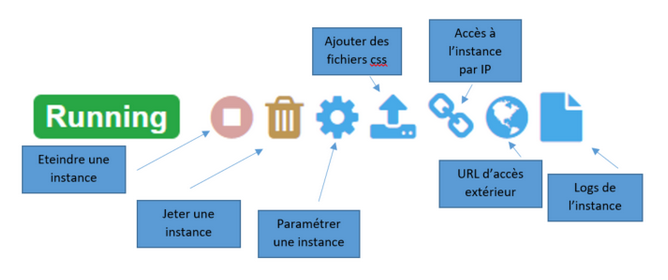 Accès à
l'instance
par IP
Ajouter des
fichiers css
Running
Eteindre une
instance
URL d'accès
extérieur
Logs de
l'instance
Jeter une
instance
Paramétrer
une instance